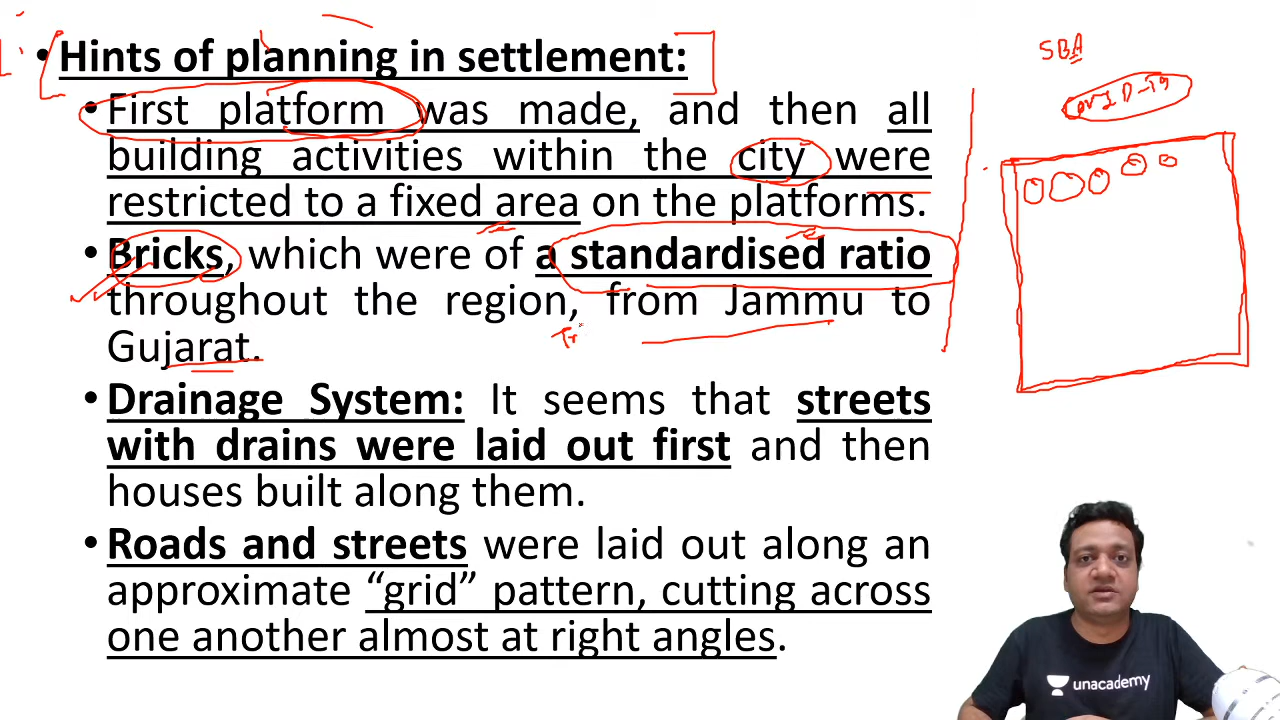 • Hints of planning in settlement:
• First platform was made, and then all
building activities within the city were
restricted to a fixed area on the platforms.
• Bricks, which were of a standardised ratio
throughout the region, from Jammu to
Gujarat.
• Drainage System: It seems that streets
with drains were laid out first and then
houses built along them.
• Roads and streets were laid out along an
approximate “grid” pattern, cutting across
one another almost at right angles.
SBA
Tr
unacademy